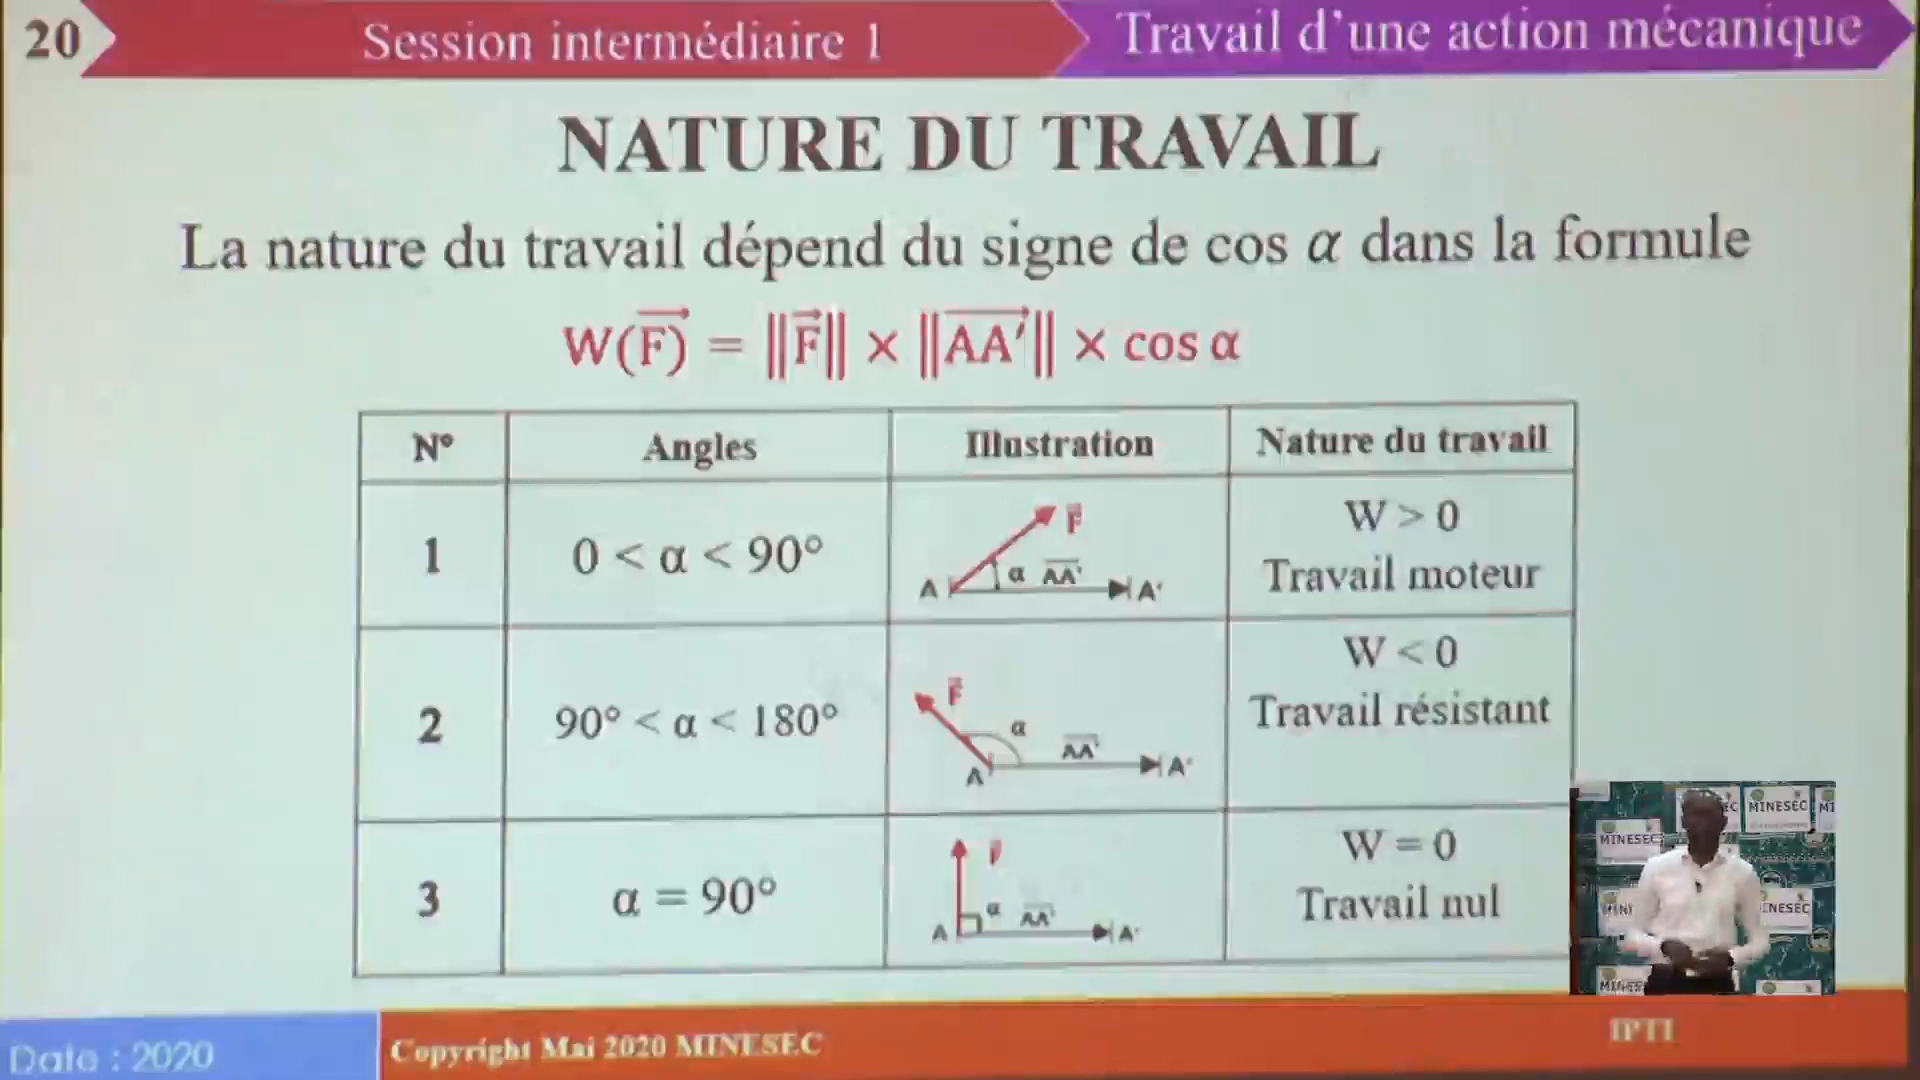 20
Session intermédiaire 1
Travail d'une action mécanique
NATURE DU TRAVAIL
La nature du travail dépend du signe de cos α dans la formule
W(F⃗) = ‖F⃗‖ × ‖AA'⃗‖ × cos α
N° Angles Illustration Nature du travail
1 0 < α < 90° W > 0
Travail moteur
F⃗
α AA'
A A'
2 90° < α < 180° W < 0
Travail résistant
F⃗
α AA'
A A'
3 α = 90° W = 0
Travail nul
F⃗
α AA'
A A'
MINESEC
MINESEC
Date : 2020
Copyright Mai 2020 MINESEC
IPTI